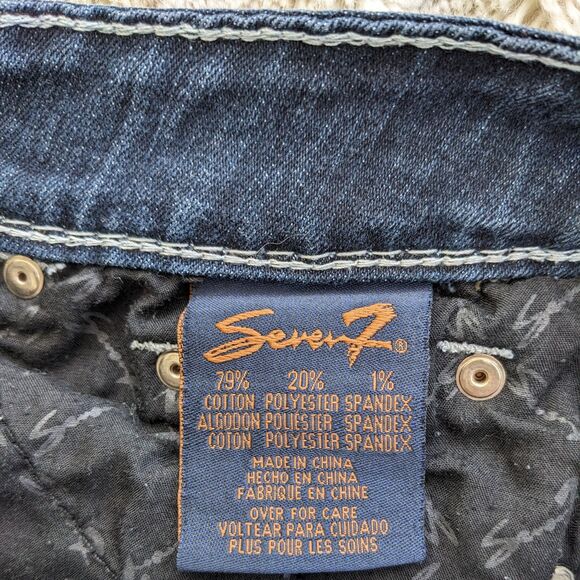 Seven7®
79% 20% 1%
COTTON POLYESTER SPANDEX
ALGODON POLIESTER SPANDEX
COTON POLYESTER SPANDEX
MADE IN CHINA
HECHO EN CHINA
FABRIQUE EN CHINE
OVER FOR CARE
VOLTEAR PARA CUIDADO
PLUS POUR LES SOINS